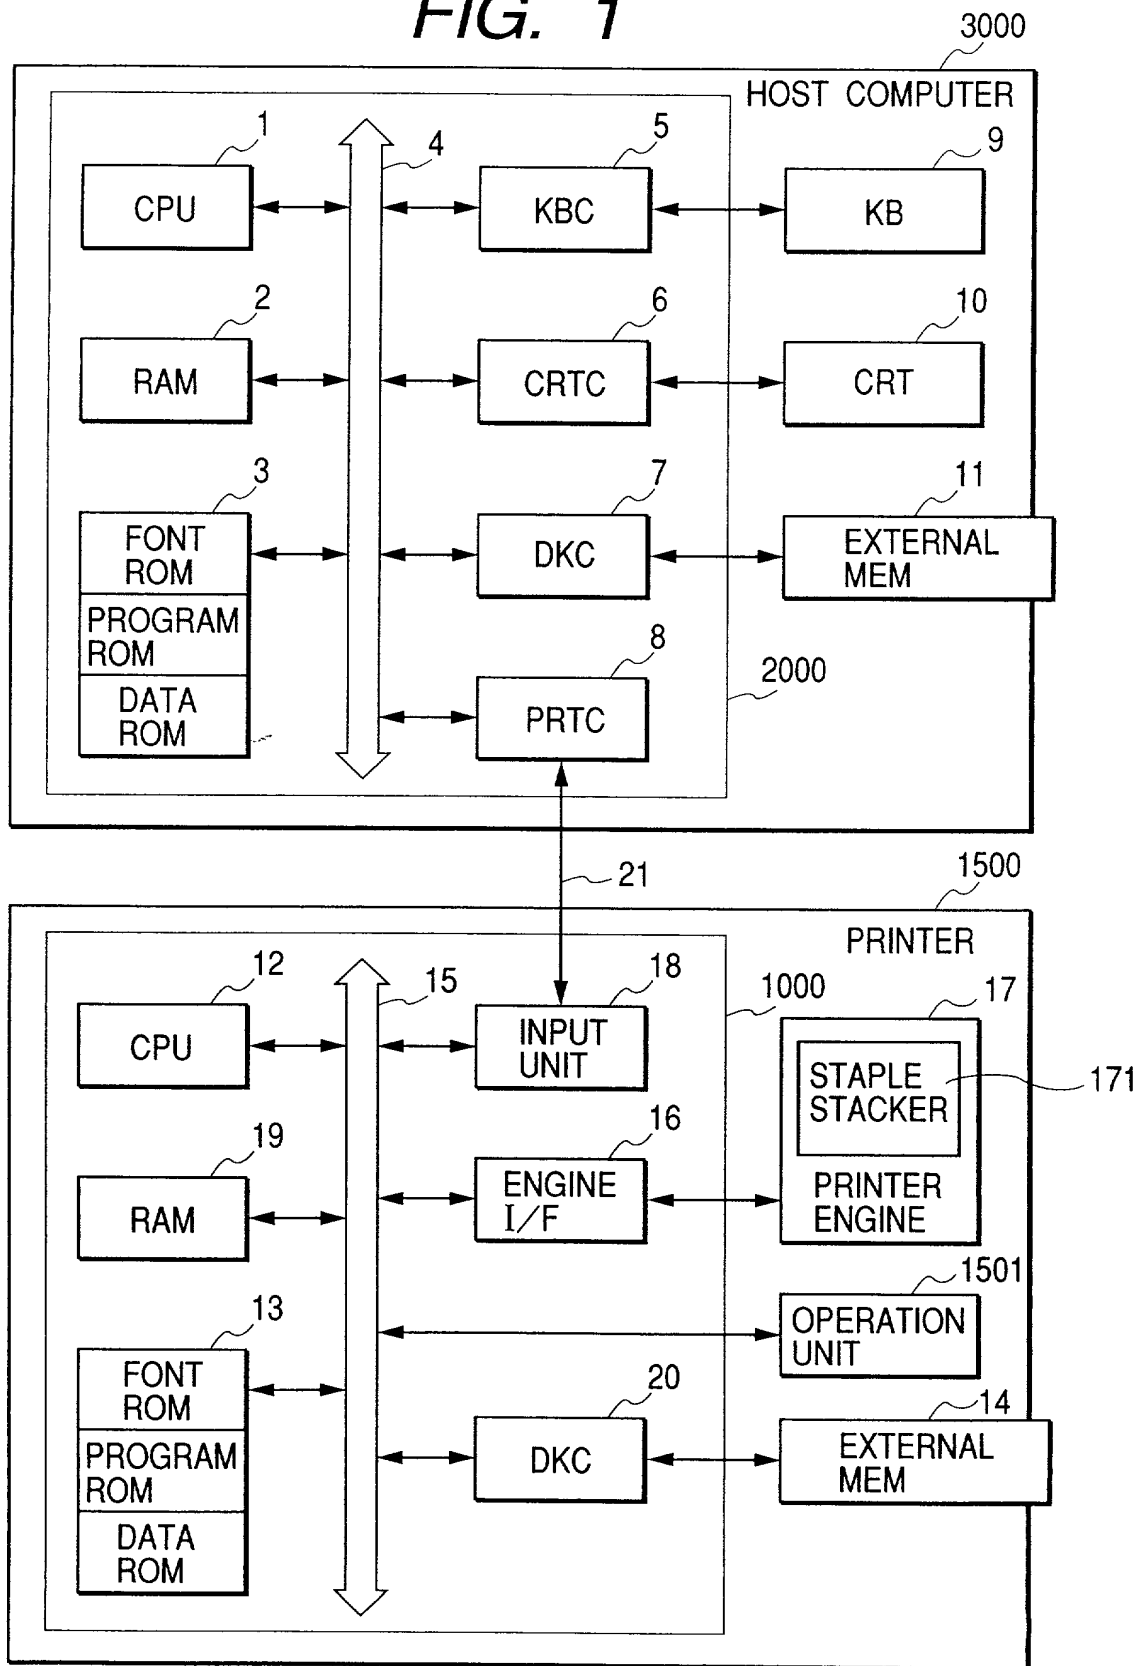 FIG. 1
3000
HOST COMPUTER
1
4
5
9
CPU
KBC
KB
2
6
10
RAM
CRTC
CRT
3
7
11
FONT
ROM
DKC
EXTERNAL
MEM
PROGRAM
ROM
8
2000
DATA
ROM
PRTC
21
1500
PRINTER
12
15
18
1000
17
CPU
INPUT
UNIT
STAPLE
STACKER
171
19
16
RAM
ENGINE
I/F
PRINTER
ENGINE
1501
13
OPERATION
UNIT
FONT
ROM
20
14
PROGRAM
ROM
DKC
EXTERNAL
MEM
DATA
ROM